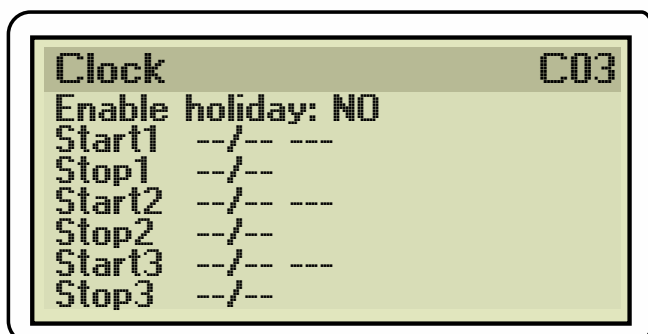 Clock C03
Enable holiday: NO
Start1 --/-- ---
Stop1 --/--
Start2 --/-- ---
Stop2 --/--
Start3 --/-- ---
Stop3 --/--